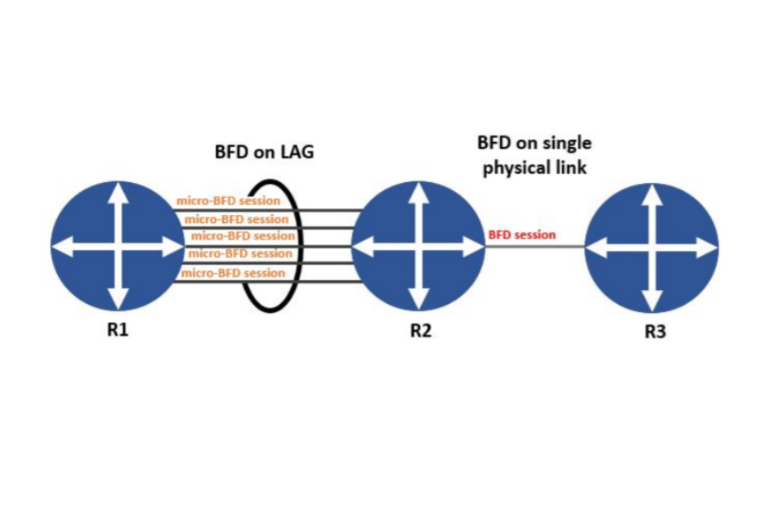 BFD on LAG
BFD on single
physical link
micro-BFD session
micro-BFD session
micro-BFD session
micro-BFD session
micro-BFD session
BFD session
R1
R2
R3